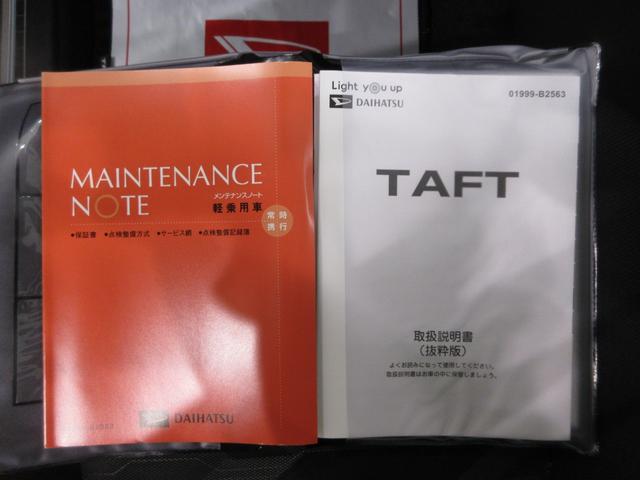 MAINTENANCE
NOTE
メンテナンスノート
軽乗用車
常時
携行
●保証書 ●点検整備方式 ●サービス網 ●点検整備記録簿
DAIHATSU
Light you up
DAIHATSU
01999-B2563
TAFT
取扱説明書
(抜粋版)
よくお読みになって使用してください。
取扱説明書はお車の中に保管しましょう。